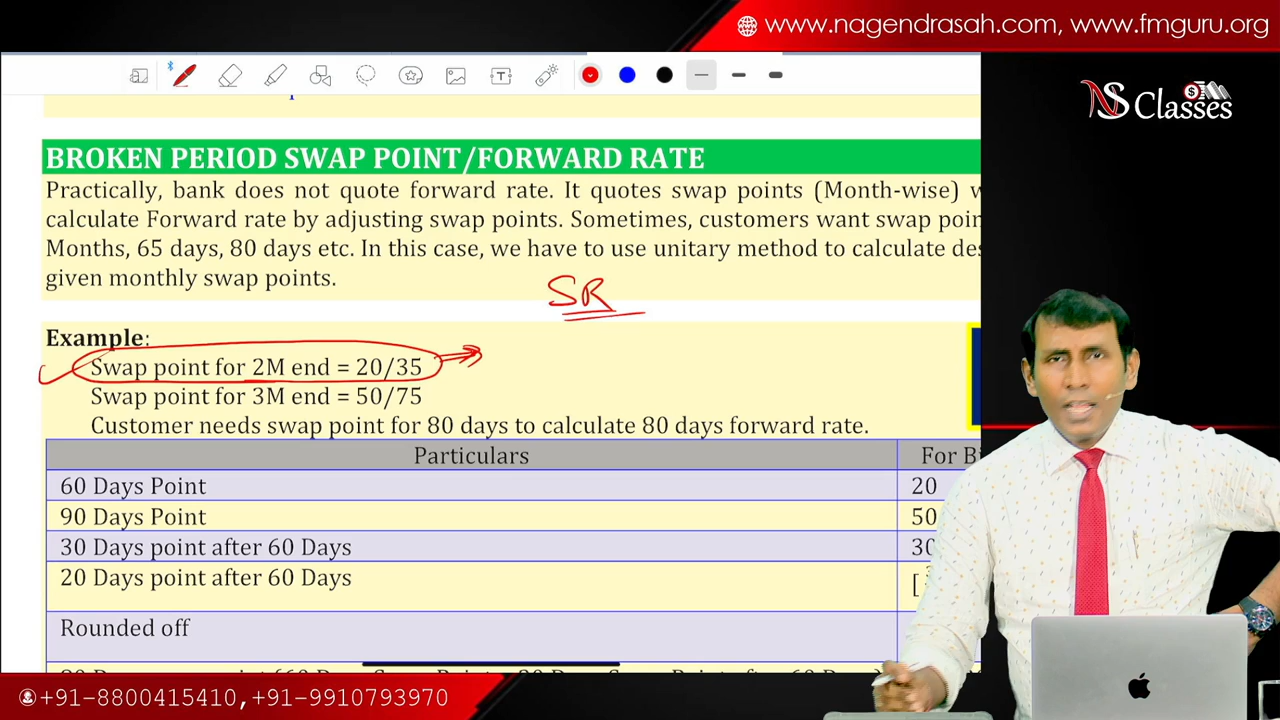 www.nagendrasah.com, www.fmguru.org
NS Classes
BROKEN PERIOD SWAP POINT/FORWARD RATE
Practically, bank does not quote forward rate. It quotes swap points (Month-wise) w
calculate Forward rate by adjusting swap points. Sometimes, customers want swap poin
Months, 65 days, 80 days etc. In this case, we have to use unitary method to calculate des
given monthly swap points.
SR
Example:
Swap point for 2M end = 20/35
Swap point for 3M end = 50/75
Customer needs swap point for 80 days to calculate 80 days forward rate.
Particulars For Bi
60 Days Point 20
90 Days Point 50
30 Days point after 60 Days 30
20 Days point after 60 Days [
Rounded off
+91-8800415410,+91-9910793970